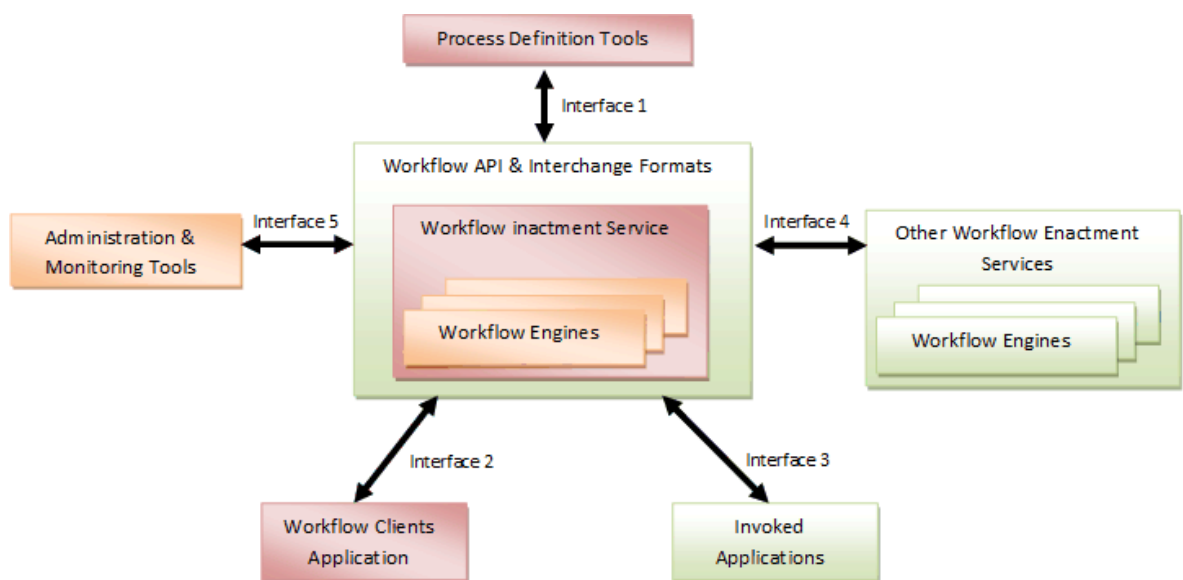 Process Definition Tools
Interface 1
Workflow API & Interchange Formats
Interface 5
Administration &
Monitoring Tools
Workflow inactment Service
Workflow Engines
Interface 4
Other Workflow Enactment
Services
Workflow Engines
Interface 2
Interface 3
Workflow Clients
Application
Invoked
Applications